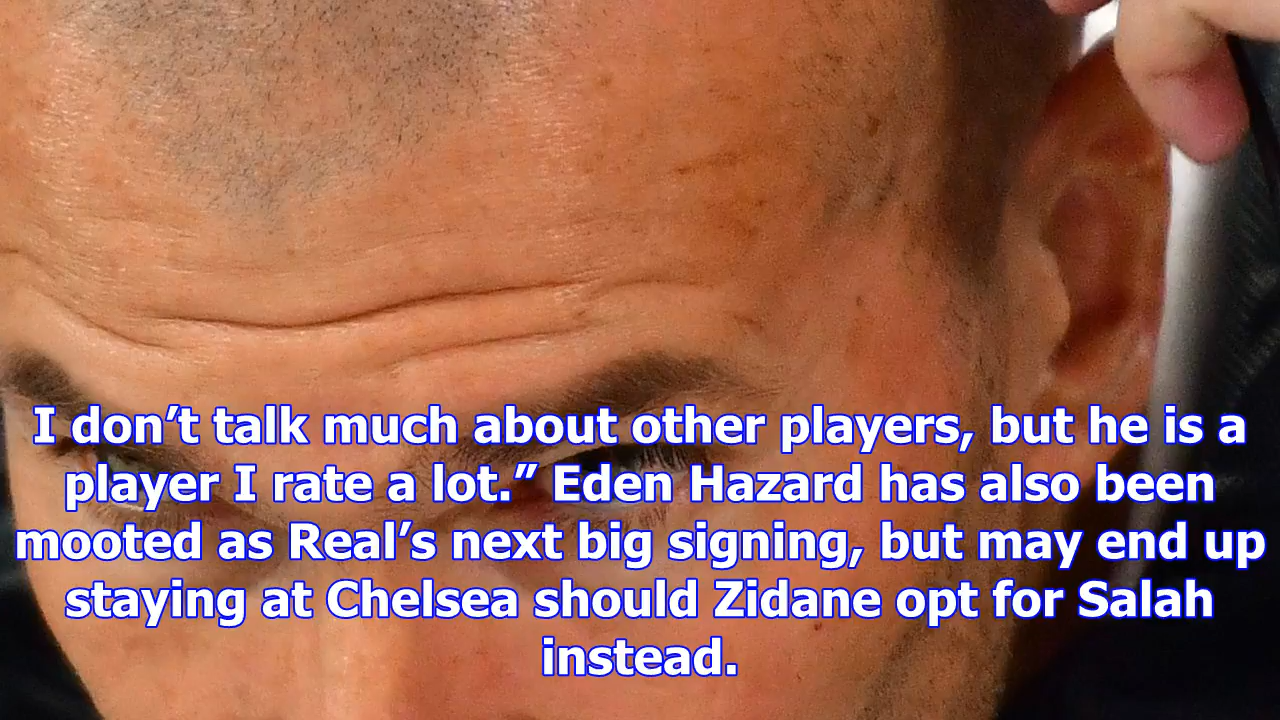 I don’t talk much about other players, but he is a
player I rate a lot.” Eden Hazard has also been
mooted as Real’s next big signing, but may end up
staying at Chelsea should Zidane opt for Salah
instead.